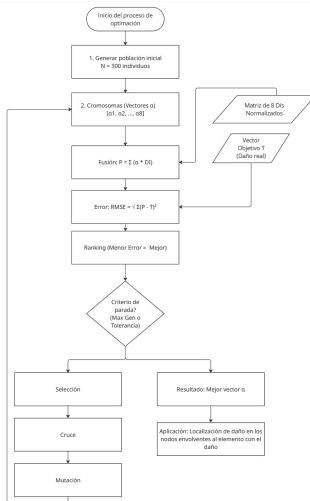 Inicio del proceso de
optimación
1. Generar población inicial
N = 300 individuos
2. Cromosomas (Vectores α)
[α1, α2, ..., α8]
Matriz de 8 DIs
Normalizados
Fusión: P = Σ (α * DI)
Vector
Objetivo T
(Daño real)
Error: RMSE = √ Σ(P - T)²
Ranking (Menor Error = Mejor)
Criterio de
parada?
(Max Gen o
Tolerancia)
Selección
Resultado: Mejor vector α
Cruce
Aplicación: Localización de daño en los
nodos envolventes al elemento con el
daño
Mutación